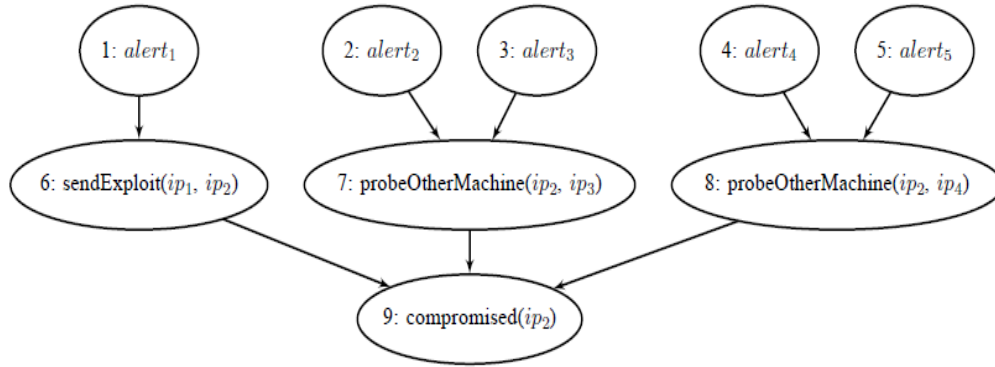 1: alert₁
2: alert₂
3: alert₃
4: alert₄
5: alert₅
6: sendExploit(ip₁, ip₂)
7: probeOtherMachine(ip₂, ip₃)
8: probeOtherMachine(ip₂, ip₄)
9: compromised(ip₂)